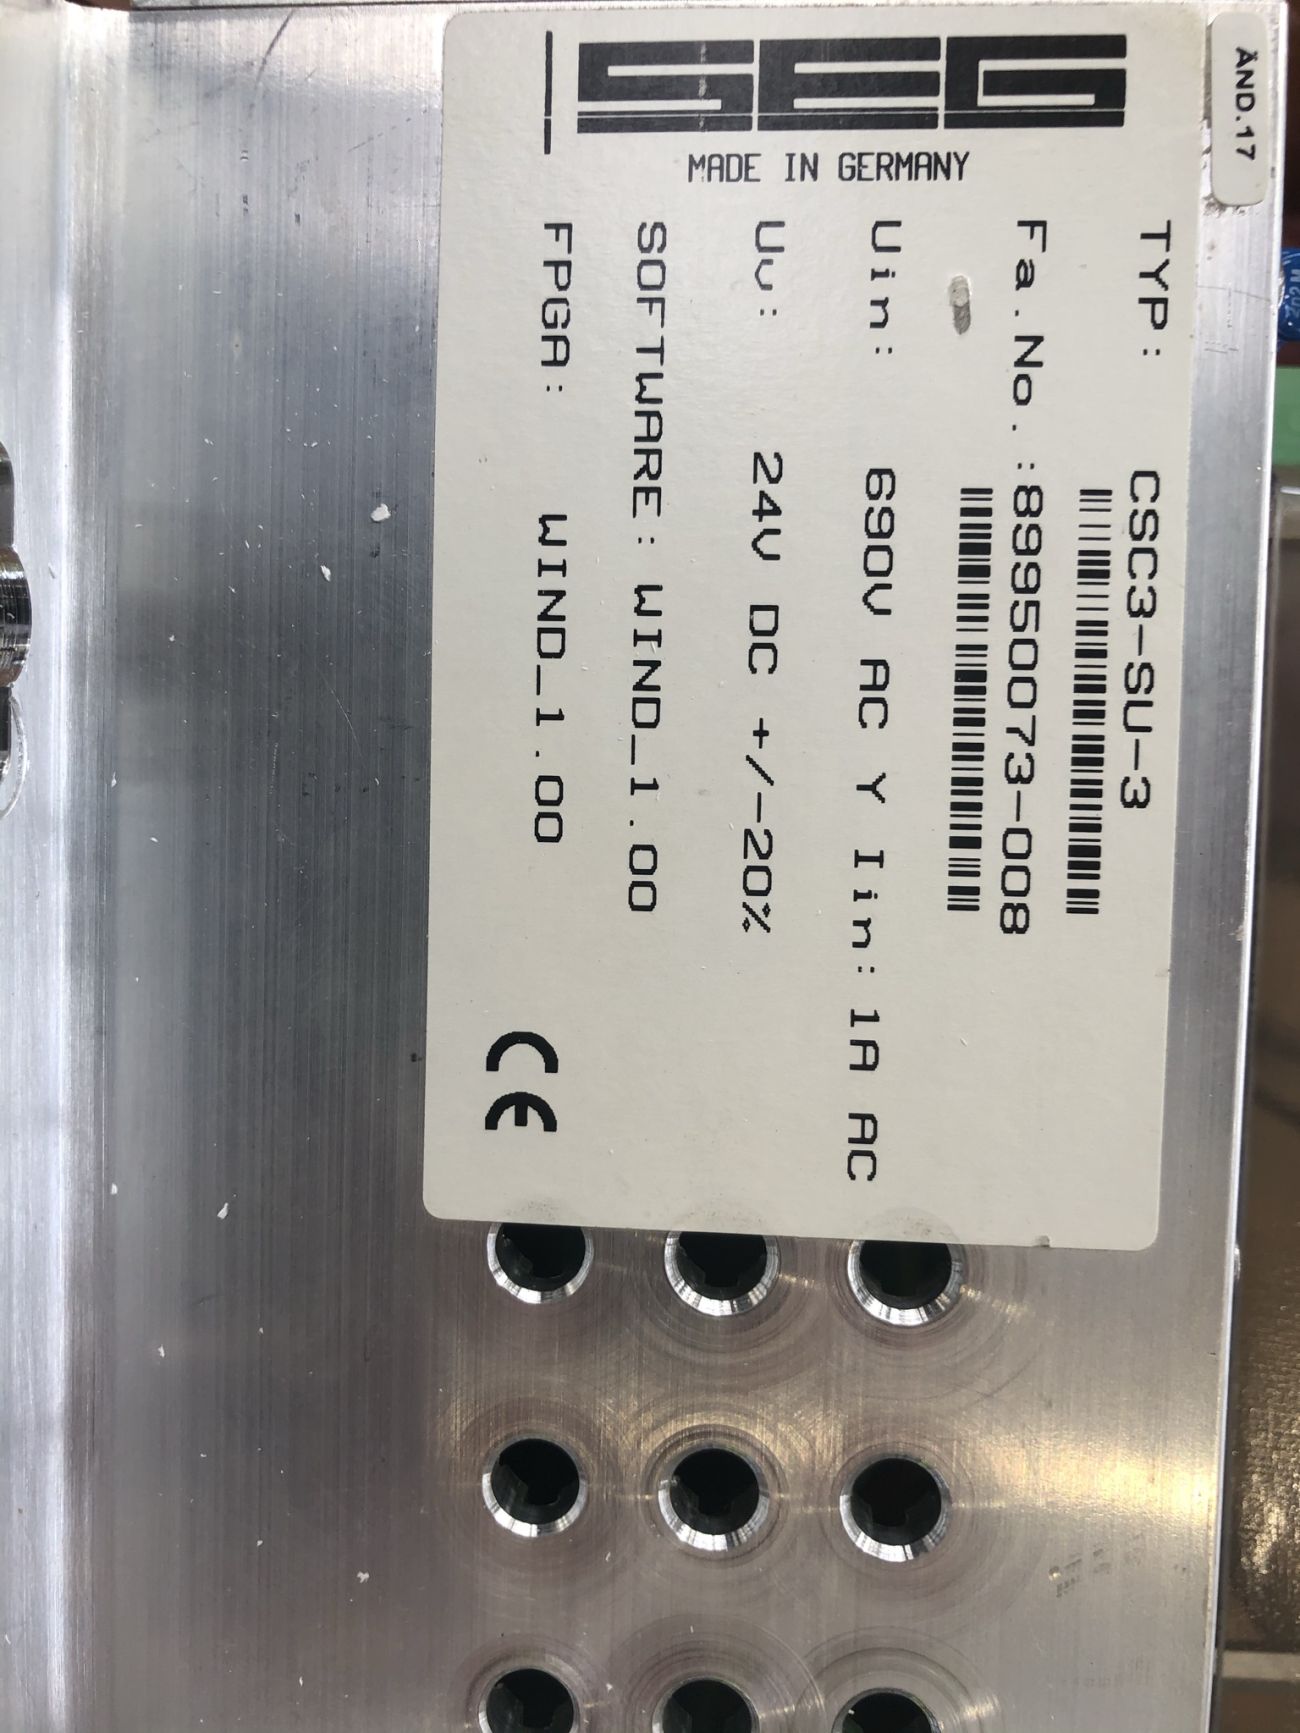 SEG
MADE IN GERMANY
ÄND.17
TYP: CSC3-SU-3
Fa.No.:89950073-008
Uin: 690V AC Y Iin:1A AC
Uv: 24V DC +/-20%
SOFTWARE: WIND_1.00
FPGA: WIND_1.00
CE